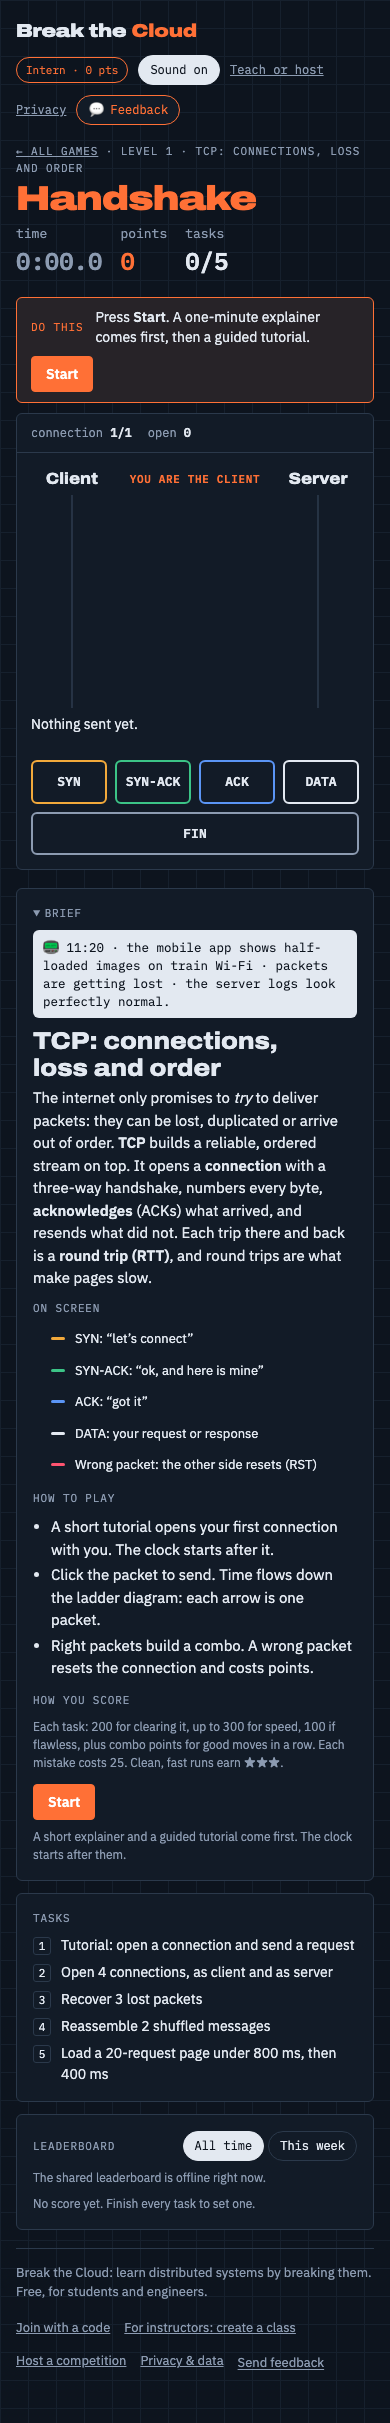 Break the Cloud
Intern · 0 pts
Sound on
Teach or host
Privacy
💬 Feedback
← ALL GAMES · LEVEL 1 · TCP: CONNECTIONS, LOSS
AND ORDER
Handshake
time points tasks
0:00.0 0 0/5
DO THIS
Press Start. A one-minute explainer
comes first, then a guided tutorial.
Start
connection 1/1 open 0
Client YOU ARE THE CLIENT Server
Nothing sent yet.
SYN SYN-ACK ACK DATA
FIN
▼ BRIEF
📟 11:20 · the mobile app shows half-
loaded images on train Wi-Fi · packets
are getting lost · the server logs look
perfectly normal.
TCP: connections,
loss and order
The internet only promises to try to deliver
packets: they can be lost, duplicated or arrive
out of order. TCP builds a reliable, ordered
stream on top. It opens a connection with a
three-way handshake, numbers every byte,
acknowledges (ACKs) what arrived, and
resends what did not. Each trip there and back
is a round trip (RTT), and round trips are what
make pages slow.
ON SCREEN
SYN: “let’s connect”
SYN-ACK: “ok, and here is mine”
ACK: “got it”
DATA: your request or response
Wrong packet: the other side resets (RST)
HOW TO PLAY
• A short tutorial opens your first connection
with you. The clock starts after it.
• Click the packet to send. Time flows down
the ladder diagram: each arrow is one
packet.
• Right packets build a combo. A wrong packet
resets the connection and costs points.
HOW YOU SCORE
Each task: 200 for clearing it, up to 300 for speed, 100 if
flawless, plus combo points for good moves in a row. Each
mistake costs 25. Clean, fast runs earn ★★★.
Start
A short explainer and a guided tutorial come first. The clock
starts after them.
TASKS
1 Tutorial: open a connection and send a request
2 Open 4 connections, as client and as server
3 Recover 3 lost packets
4 Reassemble 2 shuffled messages
5 Load a 20-request page under 800 ms, then
400 ms
LEADERBOARD All time This week
The shared leaderboard is offline right now.
No score yet. Finish every task to set one.
Break the Cloud: learn distributed systems by breaking them.
Free, for students and engineers.
Join with a code For instructors: create a class
Host a competition Privacy & data Send feedback